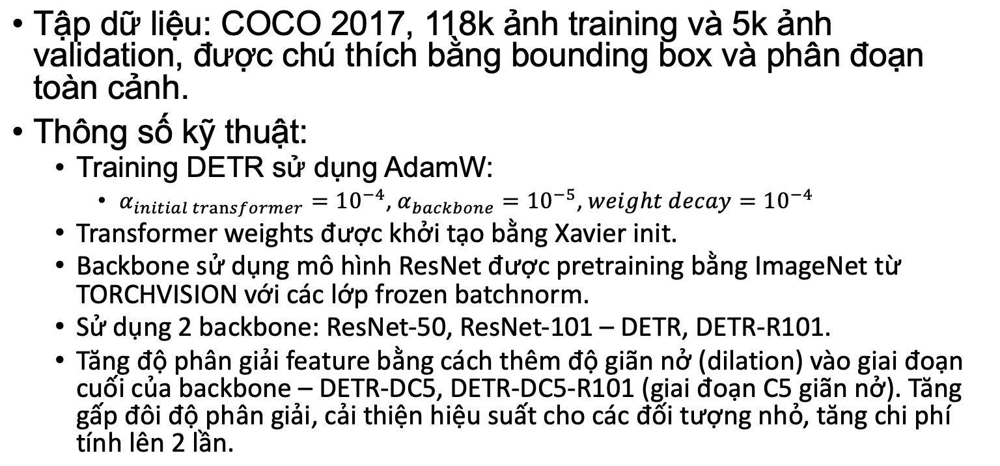 • Tập dữ liệu: COCO 2017, 118k ảnh training và 5k ảnh
validation, được chú thích bằng bounding box và phân đoạn
toàn cảnh.
• Thông số kỹ thuật:
• Training DETR sử dụng AdamW:
• α_{initial transformer} = 10^{-4}, α_{backbone} = 10^{-5}, weight decay = 10^{-4}
• Transformer weights được khởi tạo bằng Xavier init.
• Backbone sử dụng mô hình ResNet được pretraining bằng ImageNet từ
TORCHVISION với các lớp frozen batchnorm.
• Sử dụng 2 backbone: ResNet-50, ResNet-101 – DETR, DETR-R101.
• Tăng độ phân giải feature bằng cách thêm độ giãn nở (dilation) vào giai đoạn
cuối của backbone – DETR-DC5, DETR-DC5-R101 (giai đoạn C5 giãn nở). Tăng
gấp đôi độ phân giải, cải thiện hiệu suất cho các đối tượng nhỏ, tăng chi phí
tính lên 2 lần.